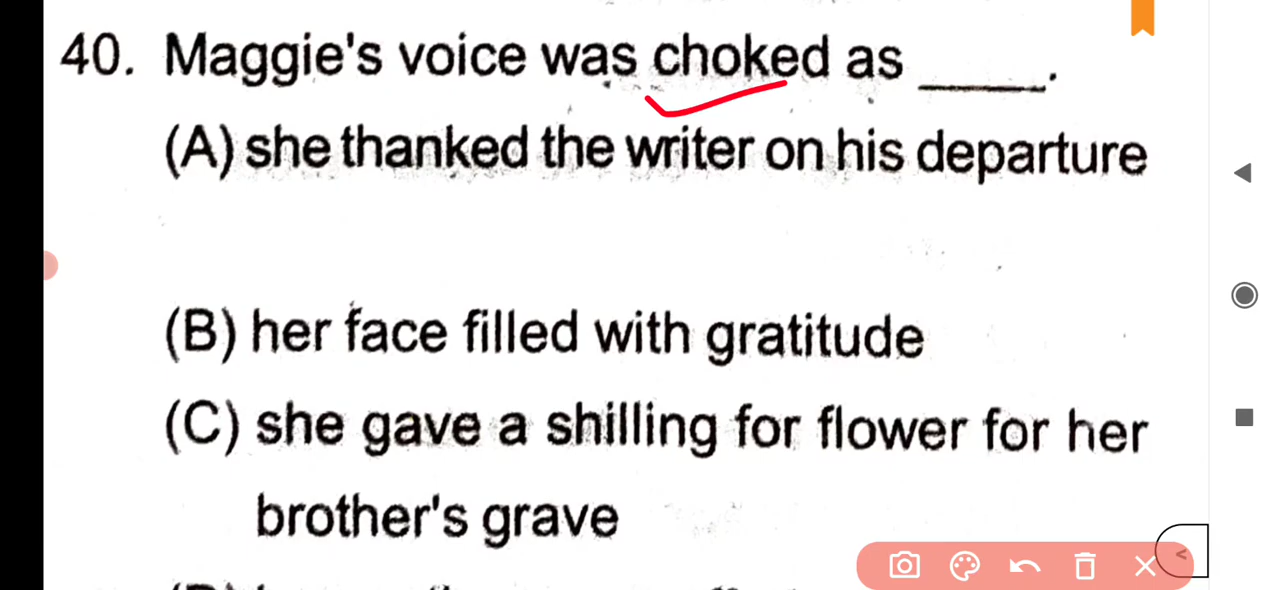 40. Maggie's voice was choked as ____.
(A) she thanked the writer on his departure
(B) her face filled with gratitude
(C) she gave a shilling for flower for her
brother's grave